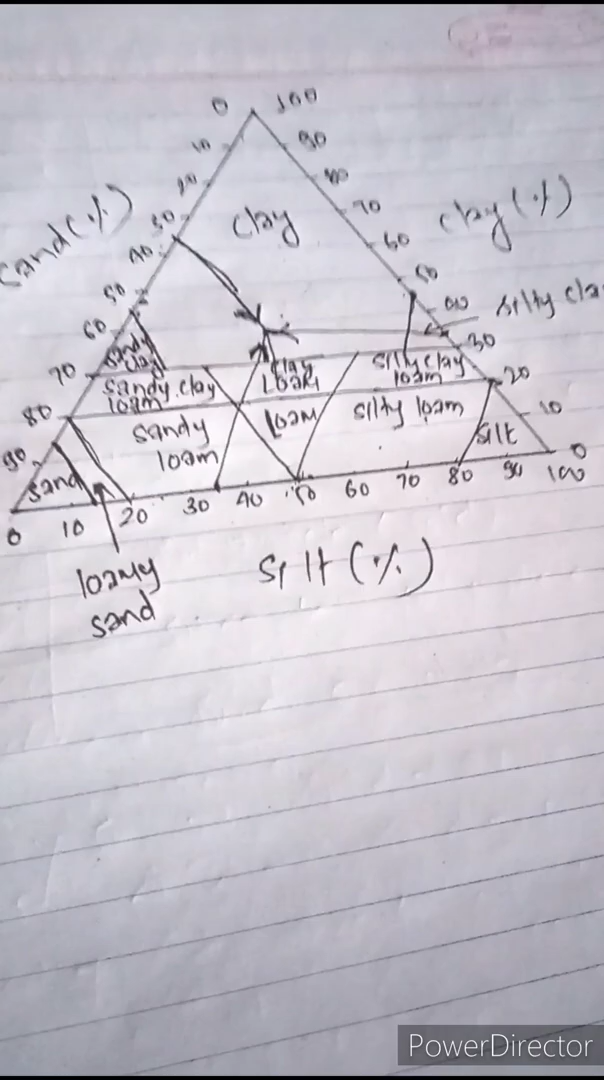 0 100
10 90
20 80
30 clay 70 clay (%)
sand (%) 40 60
50 50
60 40 silty cla
sandy clay 30
70 sandy clay loam clay loam silty clay loam 20
80 sandy loam loam silty loam 10
90 sand silt 0
0 10 20 30 40 50 60 70 80 90 100
loamy
sand
silt (%)
PowerDirector